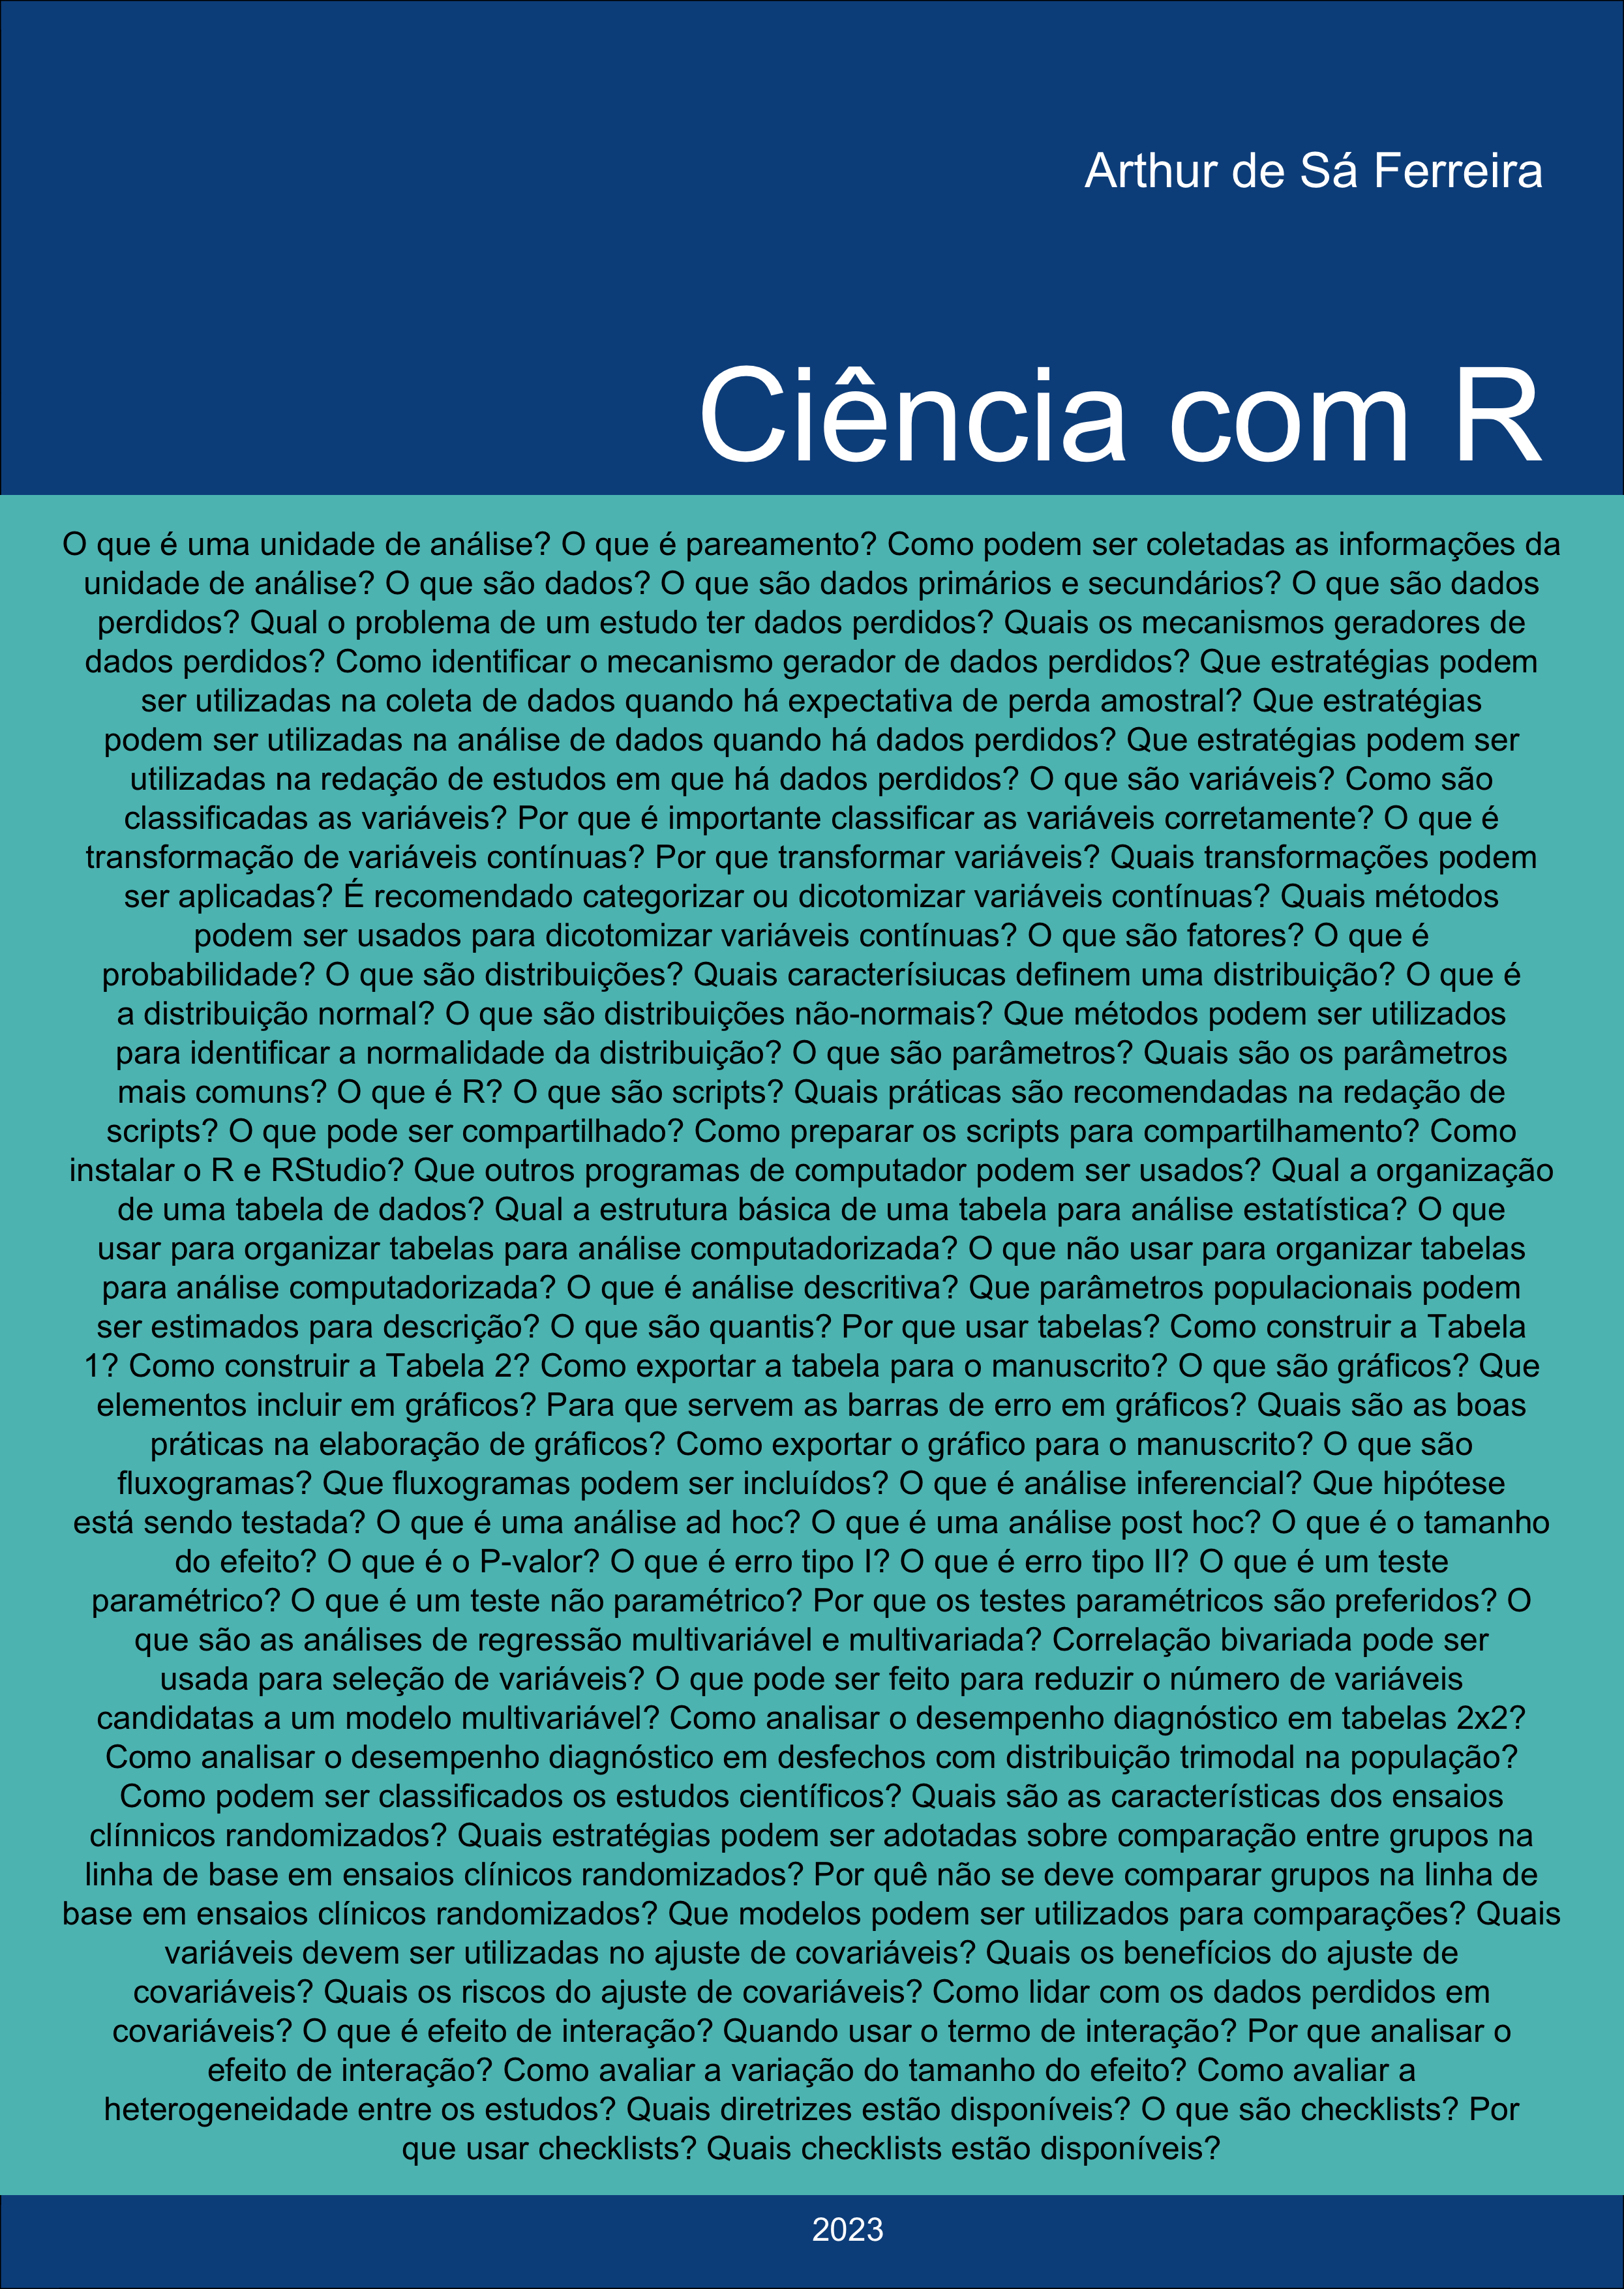 Arthur de Sá Ferreira
Ciência com R
O que é uma unidade de análise? O que é pareamento? Como podem ser coletadas as informações da
unidade de análise? O que são dados? O que são dados primários e secundários? O que são dados
perdidos? Qual o problema de um estudo ter dados perdidos? Quais os mecanismos geradores de
dados perdidos? Como identificar o mecanismo gerador de dados perdidos? Que estratégias podem
ser utilizadas na coleta de dados quando há expectativa de perda amostral? Que estratégias
podem ser utilizadas na análise de dados quando há dados perdidos? Que estratégias podem ser
utilizadas na redação de estudos em que há dados perdidos? O que são variáveis? Como são
classificadas as variáveis? Por que é importante classificar as variáveis corretamente? O que é
transformação de variáveis contínuas? Por que transformar variáveis? Quais transformações podem
ser aplicadas? É recomendado categorizar ou dicotomizar variáveis contínuas? Quais métodos
podem ser usados para dicotomizar variáveis contínuas? O que são fatores? O que é
probabilidade? O que são distribuições? Quais caracterísiucas definem uma distribuição? O que é
a distribuição normal? O que são distribuições não-normais? Que métodos podem ser utilizados
para identificar a normalidade da distribuição? O que são parâmetros? Quais são os parâmetros
mais comuns? O que é R? O que são scripts? Quais práticas são recomendadas na redação de
scripts? O que pode ser compartilhado? Como preparar os scripts para compartilhamento? Como
instalar o R e RStudio? Que outros programas de computador podem ser usados? Qual a organização
de uma tabela de dados? Qual a estrutura básica de uma tabela para análise estatística? O que
usar para organizar tabelas para análise computadorizada? O que não usar para organizar tabelas
para análise computadorizada? O que é análise descritiva? Que parâmetros populacionais podem
ser estimados para descrição? O que são quantis? Por que usar tabelas? Como construir a Tabela
1? Como construir a Tabela 2? Como exportar a tabela para o manuscrito? O que são gráficos? Que
elementos incluir em gráficos? Para que servem as barras de erro em gráficos? Quais são as boas
práticas na elaboração de gráficos? Como exportar o gráfico para o manuscrito? O que são
fluxogramas? Que fluxogramas podem ser incluídos? O que é análise inferencial? Que hipótese
está sendo testada? O que é uma análise ad hoc? O que é uma análise post hoc? O que é o tamanho
do efeito? O que é o P-valor? O que é erro tipo I? O que é erro tipo II? O que é um teste
paramétrico? O que é um teste não paramétrico? Por que os testes paramétricos são preferidos? O
que são as análises de regressão multivariável e multivariada? Correlação bivariada pode ser
usada para seleção de variáveis? O que pode ser feito para reduzir o número de variáveis
candidatas a um modelo multivariável? Como analisar o desempenho diagnóstico em tabelas 2x2?
Como analisar o desempenho diagnóstico em desfechos com distribuição trimodal na população?
Como podem ser classificados os estudos científicos? Quais são as características dos ensaios
clínnicos randomizados? Quais estratégias podem ser adotadas sobre comparação entre grupos na
linha de base em ensaios clínicos randomizados? Por quê não se deve comparar grupos na linha de
base em ensaios clínicos randomizados? Que modelos podem ser utilizados para comparações? Quais
variáveis devem ser utilizadas no ajuste de covariáveis? Quais os benefícios do ajuste de
covariáveis? Quais os riscos do ajuste de covariáveis? Como lidar com os dados perdidos em
covariáveis? O que é efeito de interação? Quando usar o termo de interação? Por que analisar o
efeito de interação? Como avaliar a variação do tamanho do efeito? Como avaliar a
heterogeneidade entre os estudos? Quais diretrizes estão disponíveis? O que são checklists? Por
que usar checklists? Quais checklists estão disponíveis?
2023